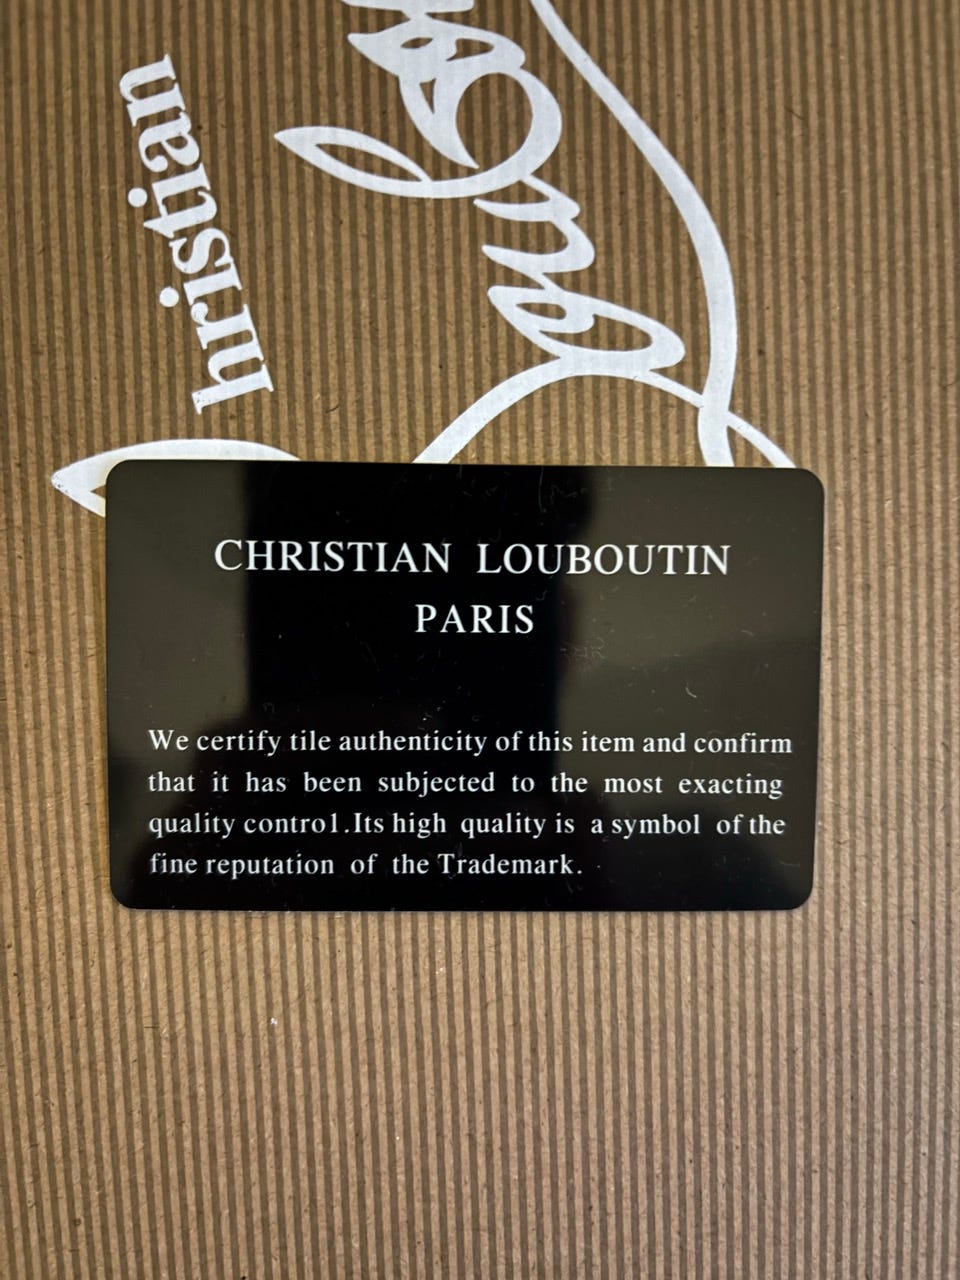 hristian
Loub
CHRISTIAN LOUBOUTIN
PARIS
We certify tile authenticity of this item and confirm
that it has been subjected to the most exacting
quality contro1.Its high quality is a symbol of the
fine reputation of the Trademark.